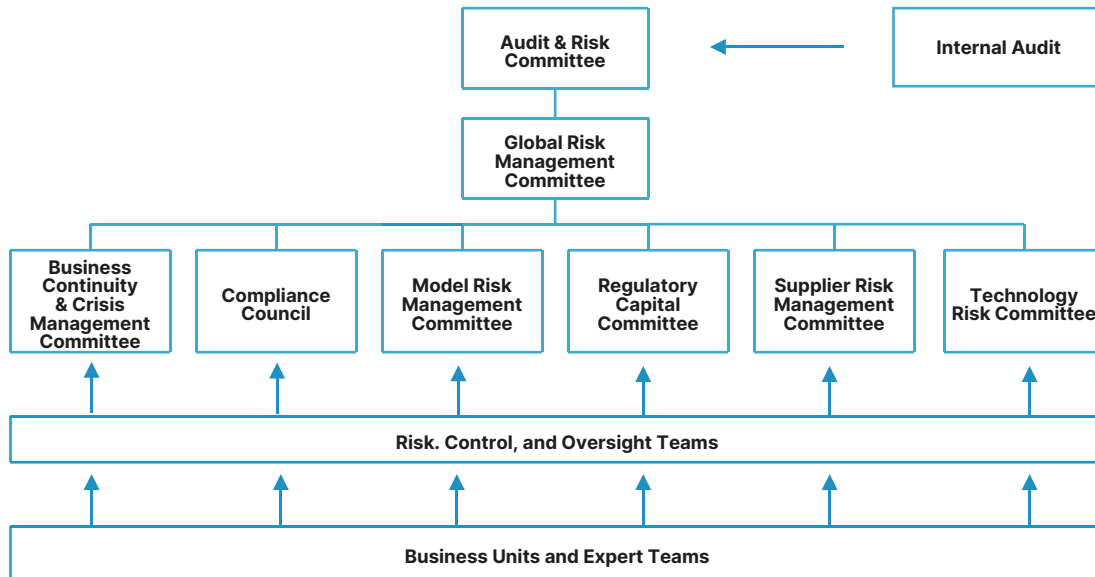 Audit & Risk
Committee
Internal Audit
Global Risk
Management
Committee
Business
Continuity
& Crisis
Management
Committee
Compliance
Council
Model Risk
Management
Committee
Regulatory
Capital
Committee
Supplier Risk
Management
Committee
Technology
Risk Committee
Risk. Control, and Oversight Teams
Business Units and Expert Teams